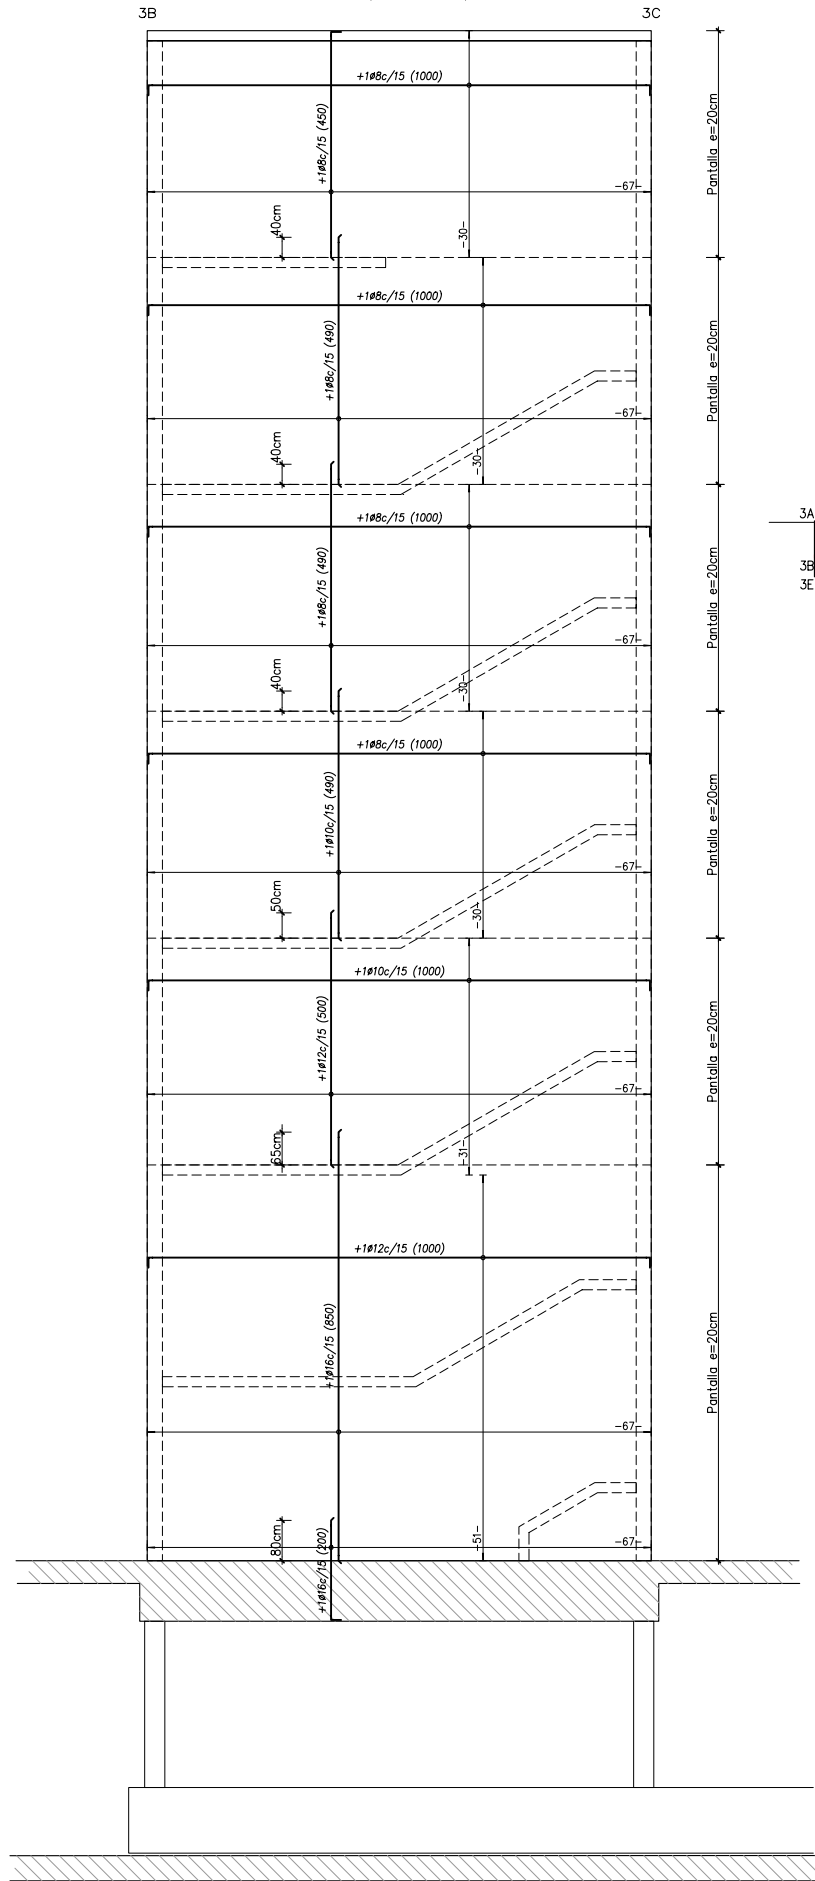 3B
3C
+1ø8c/15 (1000)
+1ø8c/15 (450)
Pantalla e=20cm
-67-
40cm
-30-
+1ø8c/15 (1000)
+1ø8c/15 (490)
Pantalla e=20cm
-67-
40cm
-30-
3A
+1ø8c/15 (1000)
3B
3E
+1ø8c/15 (490)
Pantalla e=20cm
-67-
40cm
-30-
+1ø8c/15 (1000)
+1ø10c/15 (490)
Pantalla e=20cm
-67-
50cm
-30-
+1ø10c/15 (1000)
+1ø12c/15 (500)
Pantalla e=20cm
-67-
65cm
-31-
+1ø12c/15 (1000)
+1ø16c/15 (850)
Pantalla e=20cm
-67-
80cm
-51-
-67-
+1ø16c/15 (200)